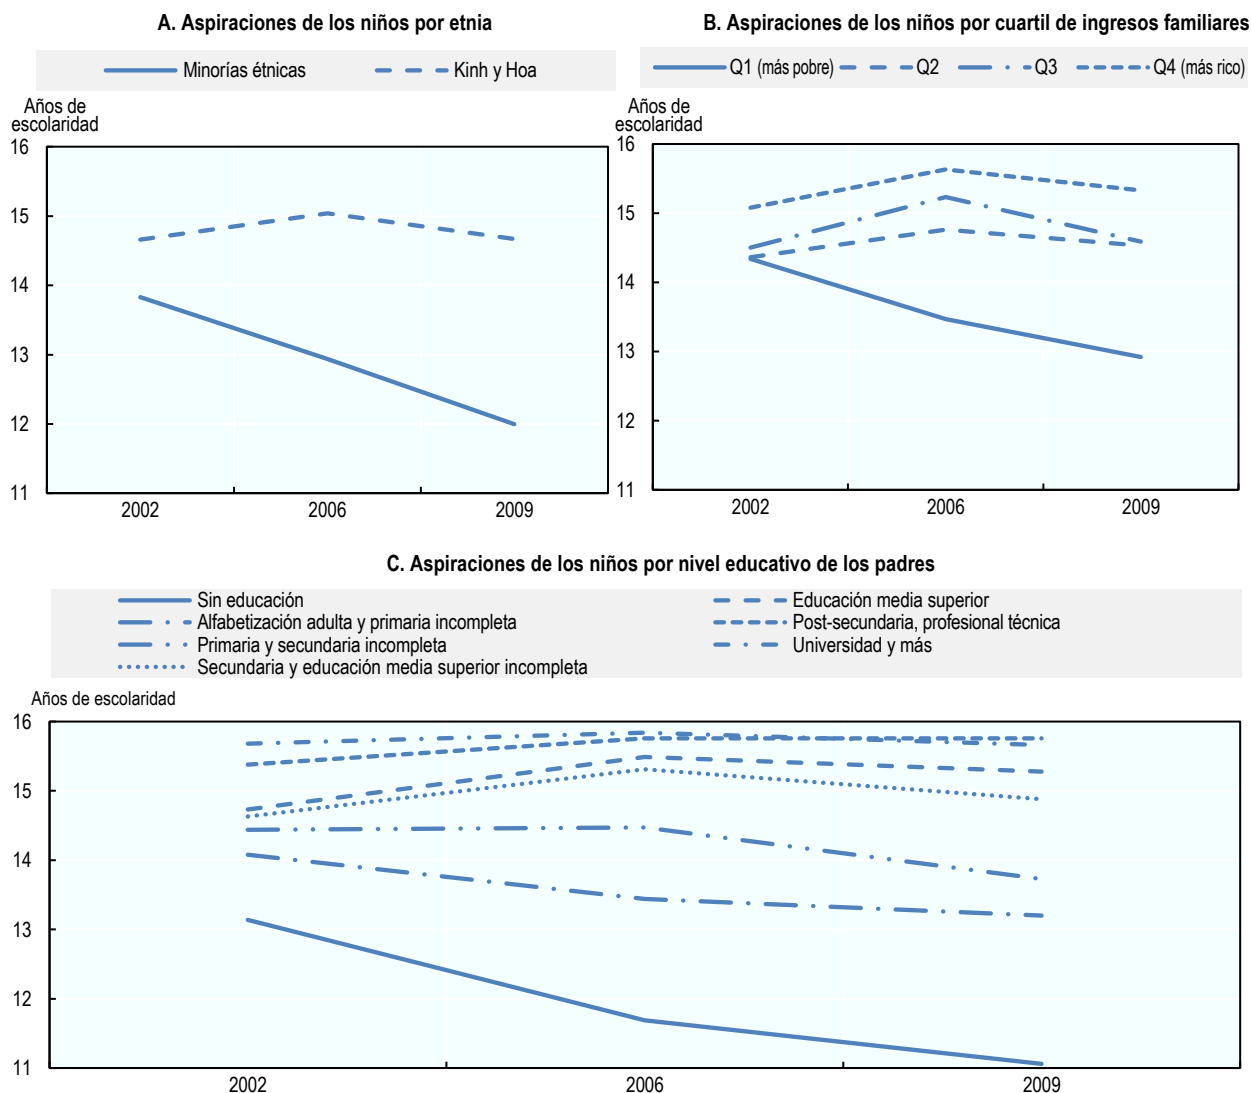 A. Aspiraciones de los niños por etnia
Minorías étnicas
Kinh y Hoa
Años de
escolaridad
16
15
14
13
12
11
2002
2006
2009
B. Aspiraciones de los niños por cuartil de ingresos familiares
Q1 (más pobre)
Q2
Q3
Q4 (más rico)
Años de
escolaridad
16
15
14
13
12
11
2002
2006
2009
C. Aspiraciones de los niños por nivel educativo de los padres
Sin educación
Alfabetización adulta y primaria incompleta
Primaria y secundaria incompleta
Secundaria y educación media superior incompleta
Educación media superior
Post-secundaria, profesional técnica
Universidad y más
Años de escolaridad
16
15
14
13
12
11
2002
2006
2009